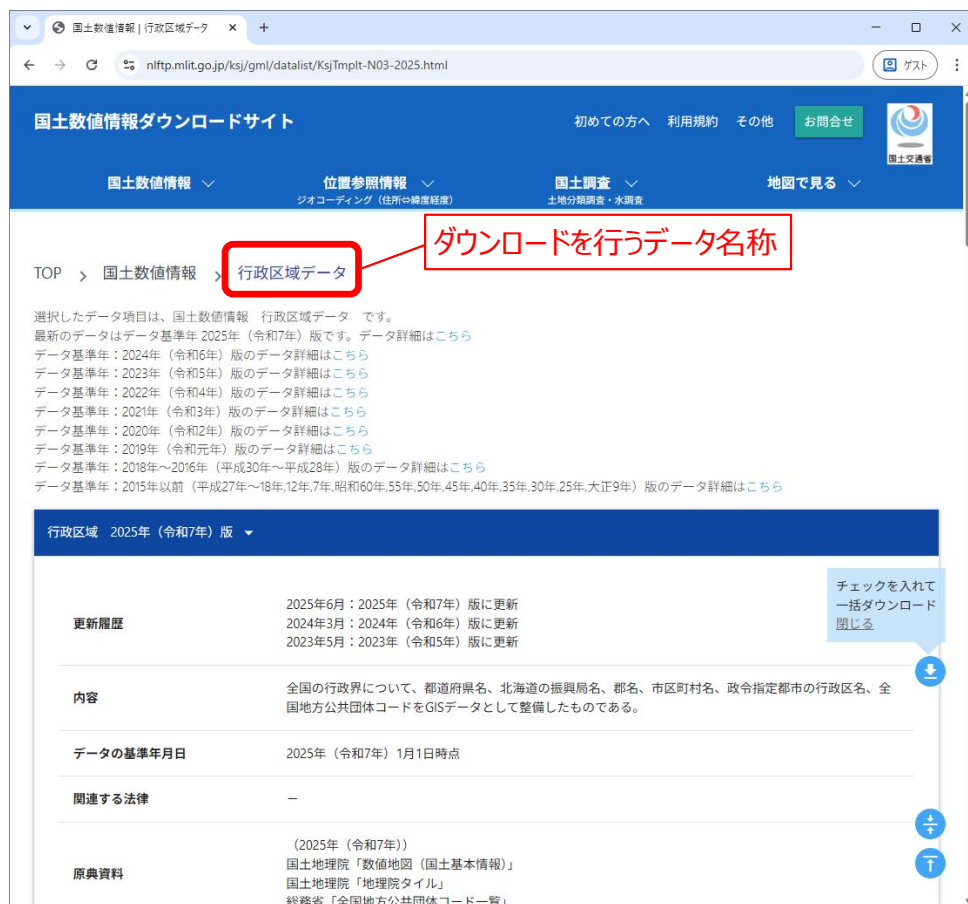 国土数値情報 | 行政区域データ
nlftp.mlit.go.jp/ksj/gml/datalist/KsjTmplt-N03-2025.html
ゲスト
国土数値情報ダウンロードサイト
初めての方へ 利用規約 その他 お問合せ
国土交通省
国土数値情報 位置参照情報 国土調査 地図で見る
ジオコーディング（住所⇔緯度経度） 土地分類調査・水調査
ダウンロードを行うデータ名称
TOP > 国土数値情報 > 行政区域データ
選択したデータ項目は、国土数値情報 行政区域データ です。
最新のデータはデータ基準年 2025年（令和7年）版です。データ詳細はこちら
データ基準年：2024年（令和6年）版のデータ詳細はこちら
データ基準年：2023年（令和5年）版のデータ詳細はこちら
データ基準年：2022年（令和4年）版のデータ詳細はこちら
データ基準年：2021年（令和3年）版のデータ詳細はこちら
データ基準年：2020年（令和2年）版のデータ詳細はこちら
データ基準年：2019年（令和元年）版のデータ詳細はこちら
データ基準年：2018年～2016年（平成30年～平成28年）版のデータ詳細はこちら
データ基準年：2015年以前（平成27年～18年,12年,7年,昭和60年,55年,50年,45年,40年,35年,30年,25年,大正9年）版のデータ詳細はこちら
行政区域 2025年（令和7年）版
チェックを入れて
一括ダウンロード
閉じる
更新履歴
2025年6月：2025年（令和7年）版に更新
2024年3月：2024年（令和6年）版に更新
2023年5月：2023年（令和5年）版に更新
内容
全国の行政界について、都道府県名、北海道の振興局名、郡名、市区町村名、政令指定都市の行政区名、全
国地方公共団体コードをGISデータとして整備したものである。
データの基準年月日
2025年（令和7年）1月1日時点
関連する法律
－
原典資料
（2025年（令和7年））
国土地理院「数値地図（国土基本情報）」
国土地理院「地理院タイル」
総務省「全国地方公共団体コード一覧」